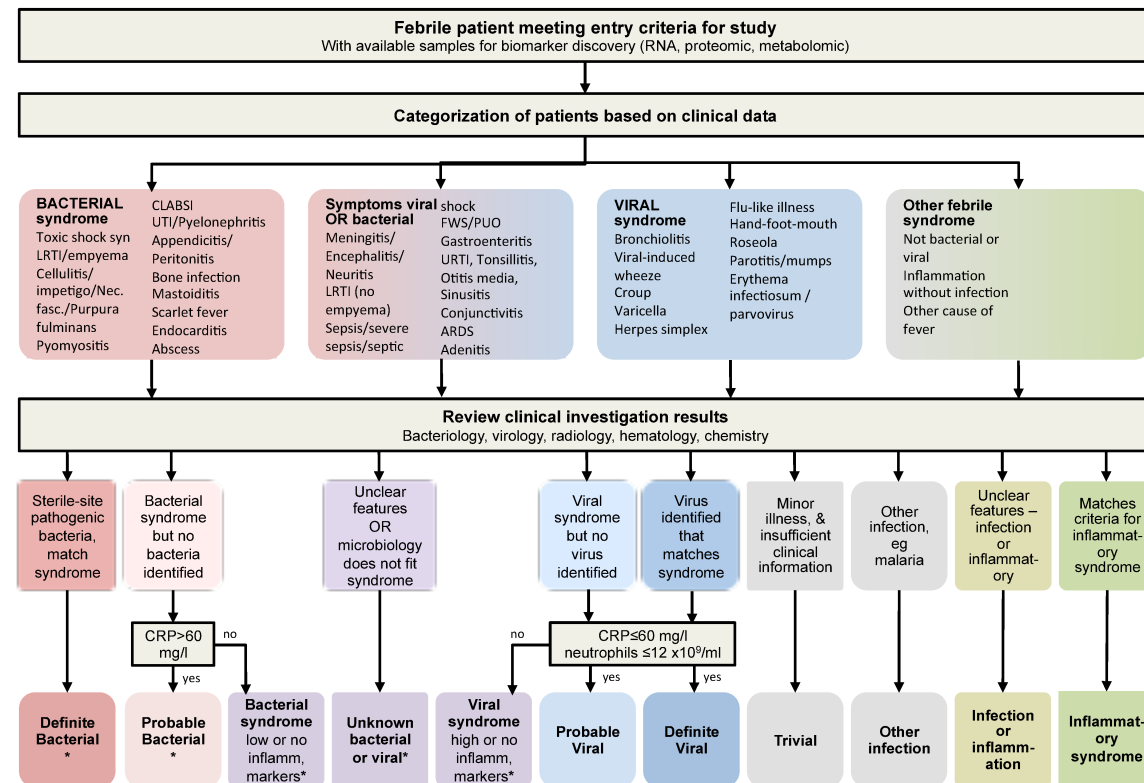 Febrile patient meeting entry criteria for study
With available samples for biomarker discovery (RNA, proteomic, metabolomic)
Categorization of patients based on clinical data
BACTERIAL
syndrome
Toxic shock syn
LRTI/empyema
Cellulitis/
impetigo/Nec.
fasc./Purpura
fulminans
Pyomyositis
CLABSI
UTI/Pyelonephritis
Appendicitis/
Peritonitis
Bone infection
Mastoiditis
Scarlet fever
Endocarditis
Abscess
Symptoms viral
OR bacterial
Meningitis/
Encephalitis/
Neuritis
LRTI (no
empyema)
Sepsis/severe
sepsis/septic
shock
FWS/PUO
Gastroenteritis
URTI, Tonsillitis,
Otitis media,
Sinusitis
Conjunctivitis
ARDS
Adenitis
VIRAL
syndrome
Bronchiolitis
Viral-induced
wheeze
Croup
Varicella
Herpes simplex
Flu-like illness
Hand-foot-mouth
Roseola
Parotitis/mumps
Erythema
infectiosum /
parvovirus
Other febrile
syndrome
Not bacterial or
viral
Inflammation
without infection
Other cause of
fever
Review clinical investigation results
Bacteriology, virology, radiology, hematology, chemistry
Sterile-site
pathogenic
bacteria,
match
syndrome
Bacterial
syndrome
but no
bacteria
identified
Unclear
features
OR
microbiology
does not fit
syndrome
Viral
syndrome
but no
virus
identified
Virus
identified
that
matches
syndrome
Minor
illness, &
insufficient
clinical
information
Other
infection,
eg
malaria
Unclear
features –
infection
or
inflammat-
ory
Matches
criteria for
inflammat-
ory
syndrome
CRP>60
mg/l
no
yes
no
CRP≤60 mg/l
neutrophils ≤12 x10⁹/ml
yes
yes
Definite
Bacterial
*
Probable
Bacterial
*
Bacterial
syndrome
low or no
inflamm,
markers*
Unknown
bacterial
or viral*
Viral
syndrome
high or no
inflamm,
markers*
Probable
Viral
Definite
Viral
Trivial
Other
infection
Infection
or
inflamm-
ation
Inflammat-
ory
syndrome